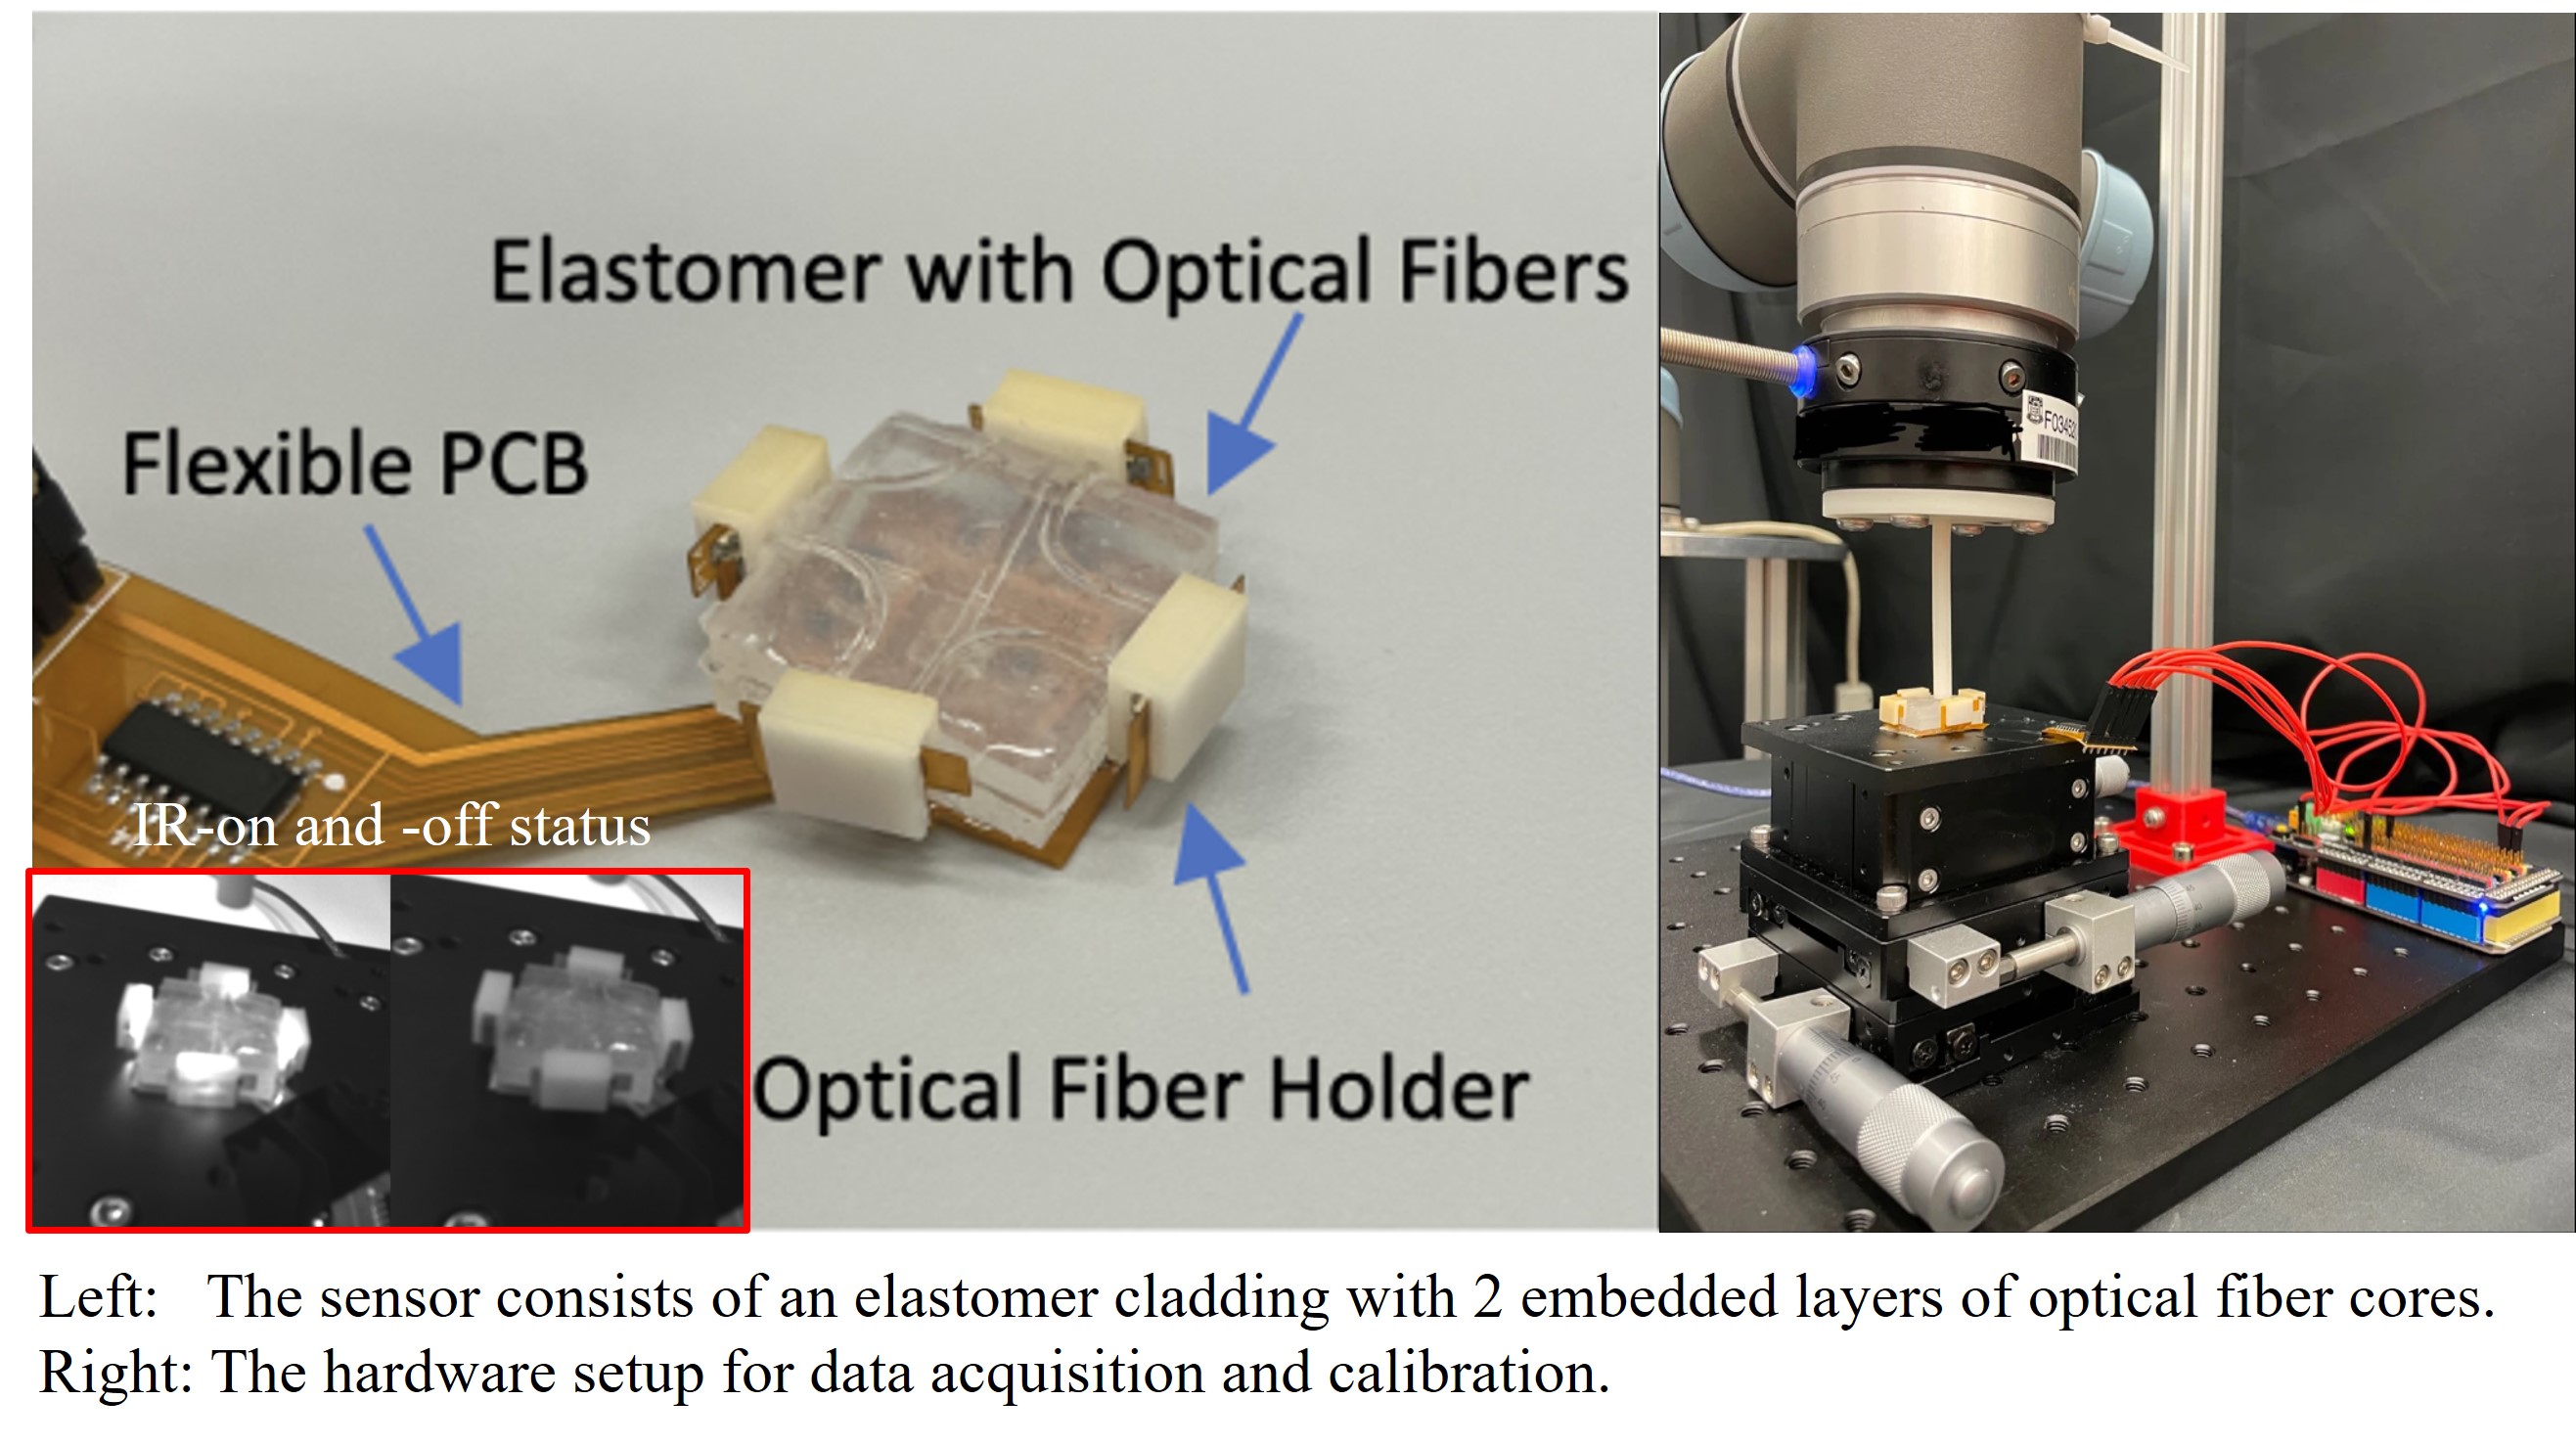 Elastomer with Optical Fibers
Flexible PCB
IR-on and -off status
Optical Fiber Holder
Left: The sensor consists of an elastomer cladding with 2 embedded layers of optical fiber cores.
Right: The hardware setup for data acquisition and calibration.